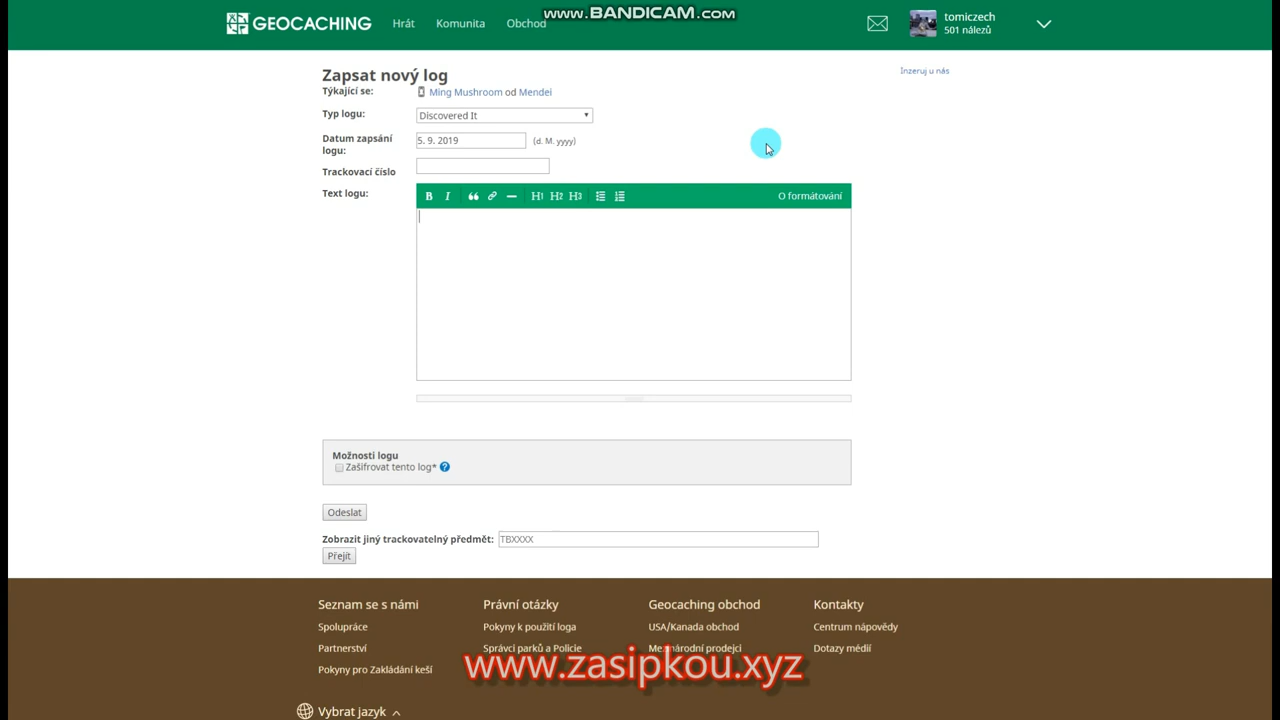 www.BANDICAM.com
GEOCACHING Hrát Komunita Obchod tomiczech
501 nálezů
Zapsat nový log
Inzeruj u nás
Týkající se: Ming Mushroom od Mendei
Typ logu: Discovered It
Datum zapsání logu: 5. 9. 2019 (d. M. yyyy)
Trackovací číslo
Text logu: B I H1 H2 H3 O formátování
Možnosti logu
Zašifrovat tento log* ?
Odeslat
Zobrazit jiný trackovatelný předmět: TBXXXX
Přejít
Seznam se s námi Právní otázky Geocaching obchod Kontakty
Spolupráce Pokyny k použití loga USA/Kanada obchod Centrum nápovědy
Partnerství Správci parků a Policie Mezinárodní prodejci Dotazy médií
www.zasipkou.xyz
Pokyny pro Zakládání keší
Vybrat jazyk